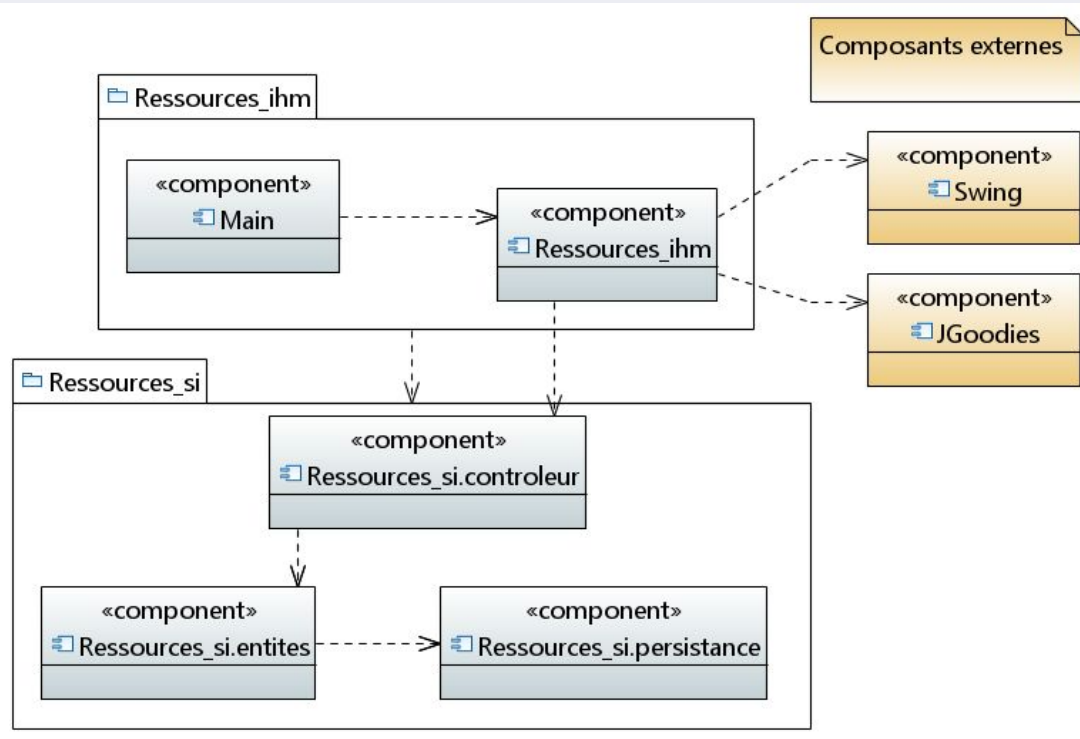 Composants externes
Ressources_ihm
«component»
Main
«component»
Ressources_ihm
«component»
Swing
«component»
JGoodies
Ressources_si
«component»
Ressources_si.controleur
«component»
Ressources_si.entites
«component»
Ressources_si.persistance